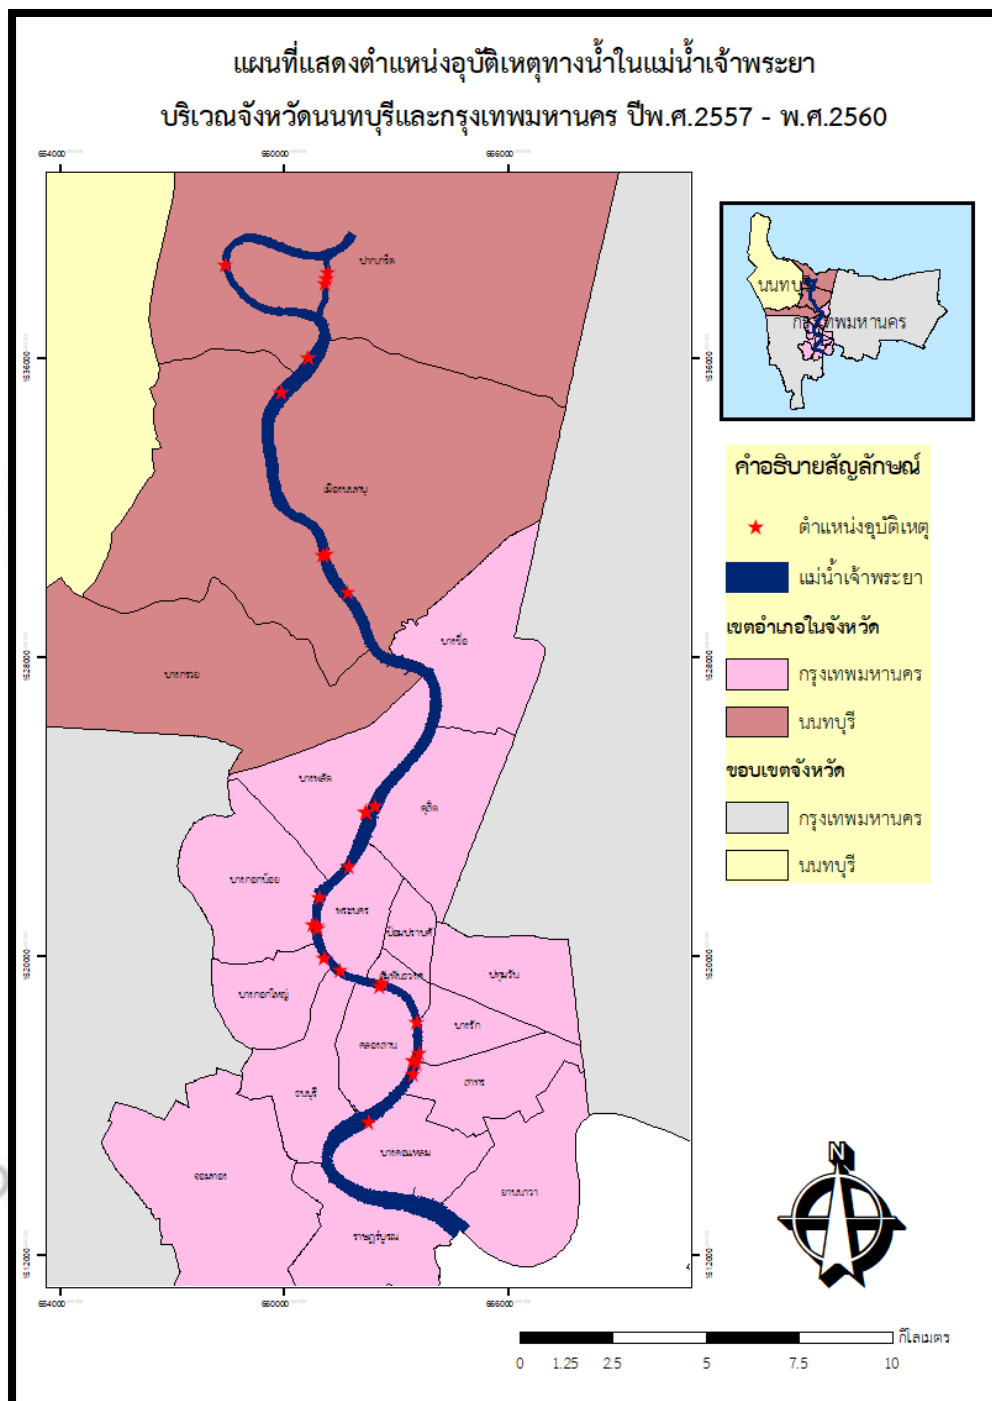 แผนที่แสดงตำแหน่งอุบัติเหตุทางน้ำในแม่น้ำเจ้าพระยา
บริเวณจังหวัดนนทบุรีและกรุงเทพมหานคร ปีพ.ศ.2557 - พ.ศ.2560
654000
660000
666000
ปากเกร็ด
นนทบุรี
กรุงเทพมหานคร
1636000
1636000
คำอธิบายสัญลักษณ์
ตำแหน่งอุบัติเหตุ
แม่น้ำเจ้าพระยา
เขตอำเภอในจังหวัด
กรุงเทพมหานคร
นนทบุรี
ขอบเขตจังหวัด
กรุงเทพมหานคร
นนทบุรี
เมืองนนทบุ
บางซื่อ
1628000
1628000
บางกรวย
บางพลัด
ดุสิต
บางกอกน้อย
พระนคร
ป้อมปราบศั
1620000
1620000
สัมพันธวงศ
ปทุมวัน
บางกอกใหญ่
บางรัก
คลองสาน
สาทร
ธนบุรี
บางคอแหลม
จอมทอง
ยานนาวา
ราษฎร์บูรณ
1612000
1612000
654000
660000
666000
N
กิโลเมตร
0 1.25 2.5 5 7.5 10